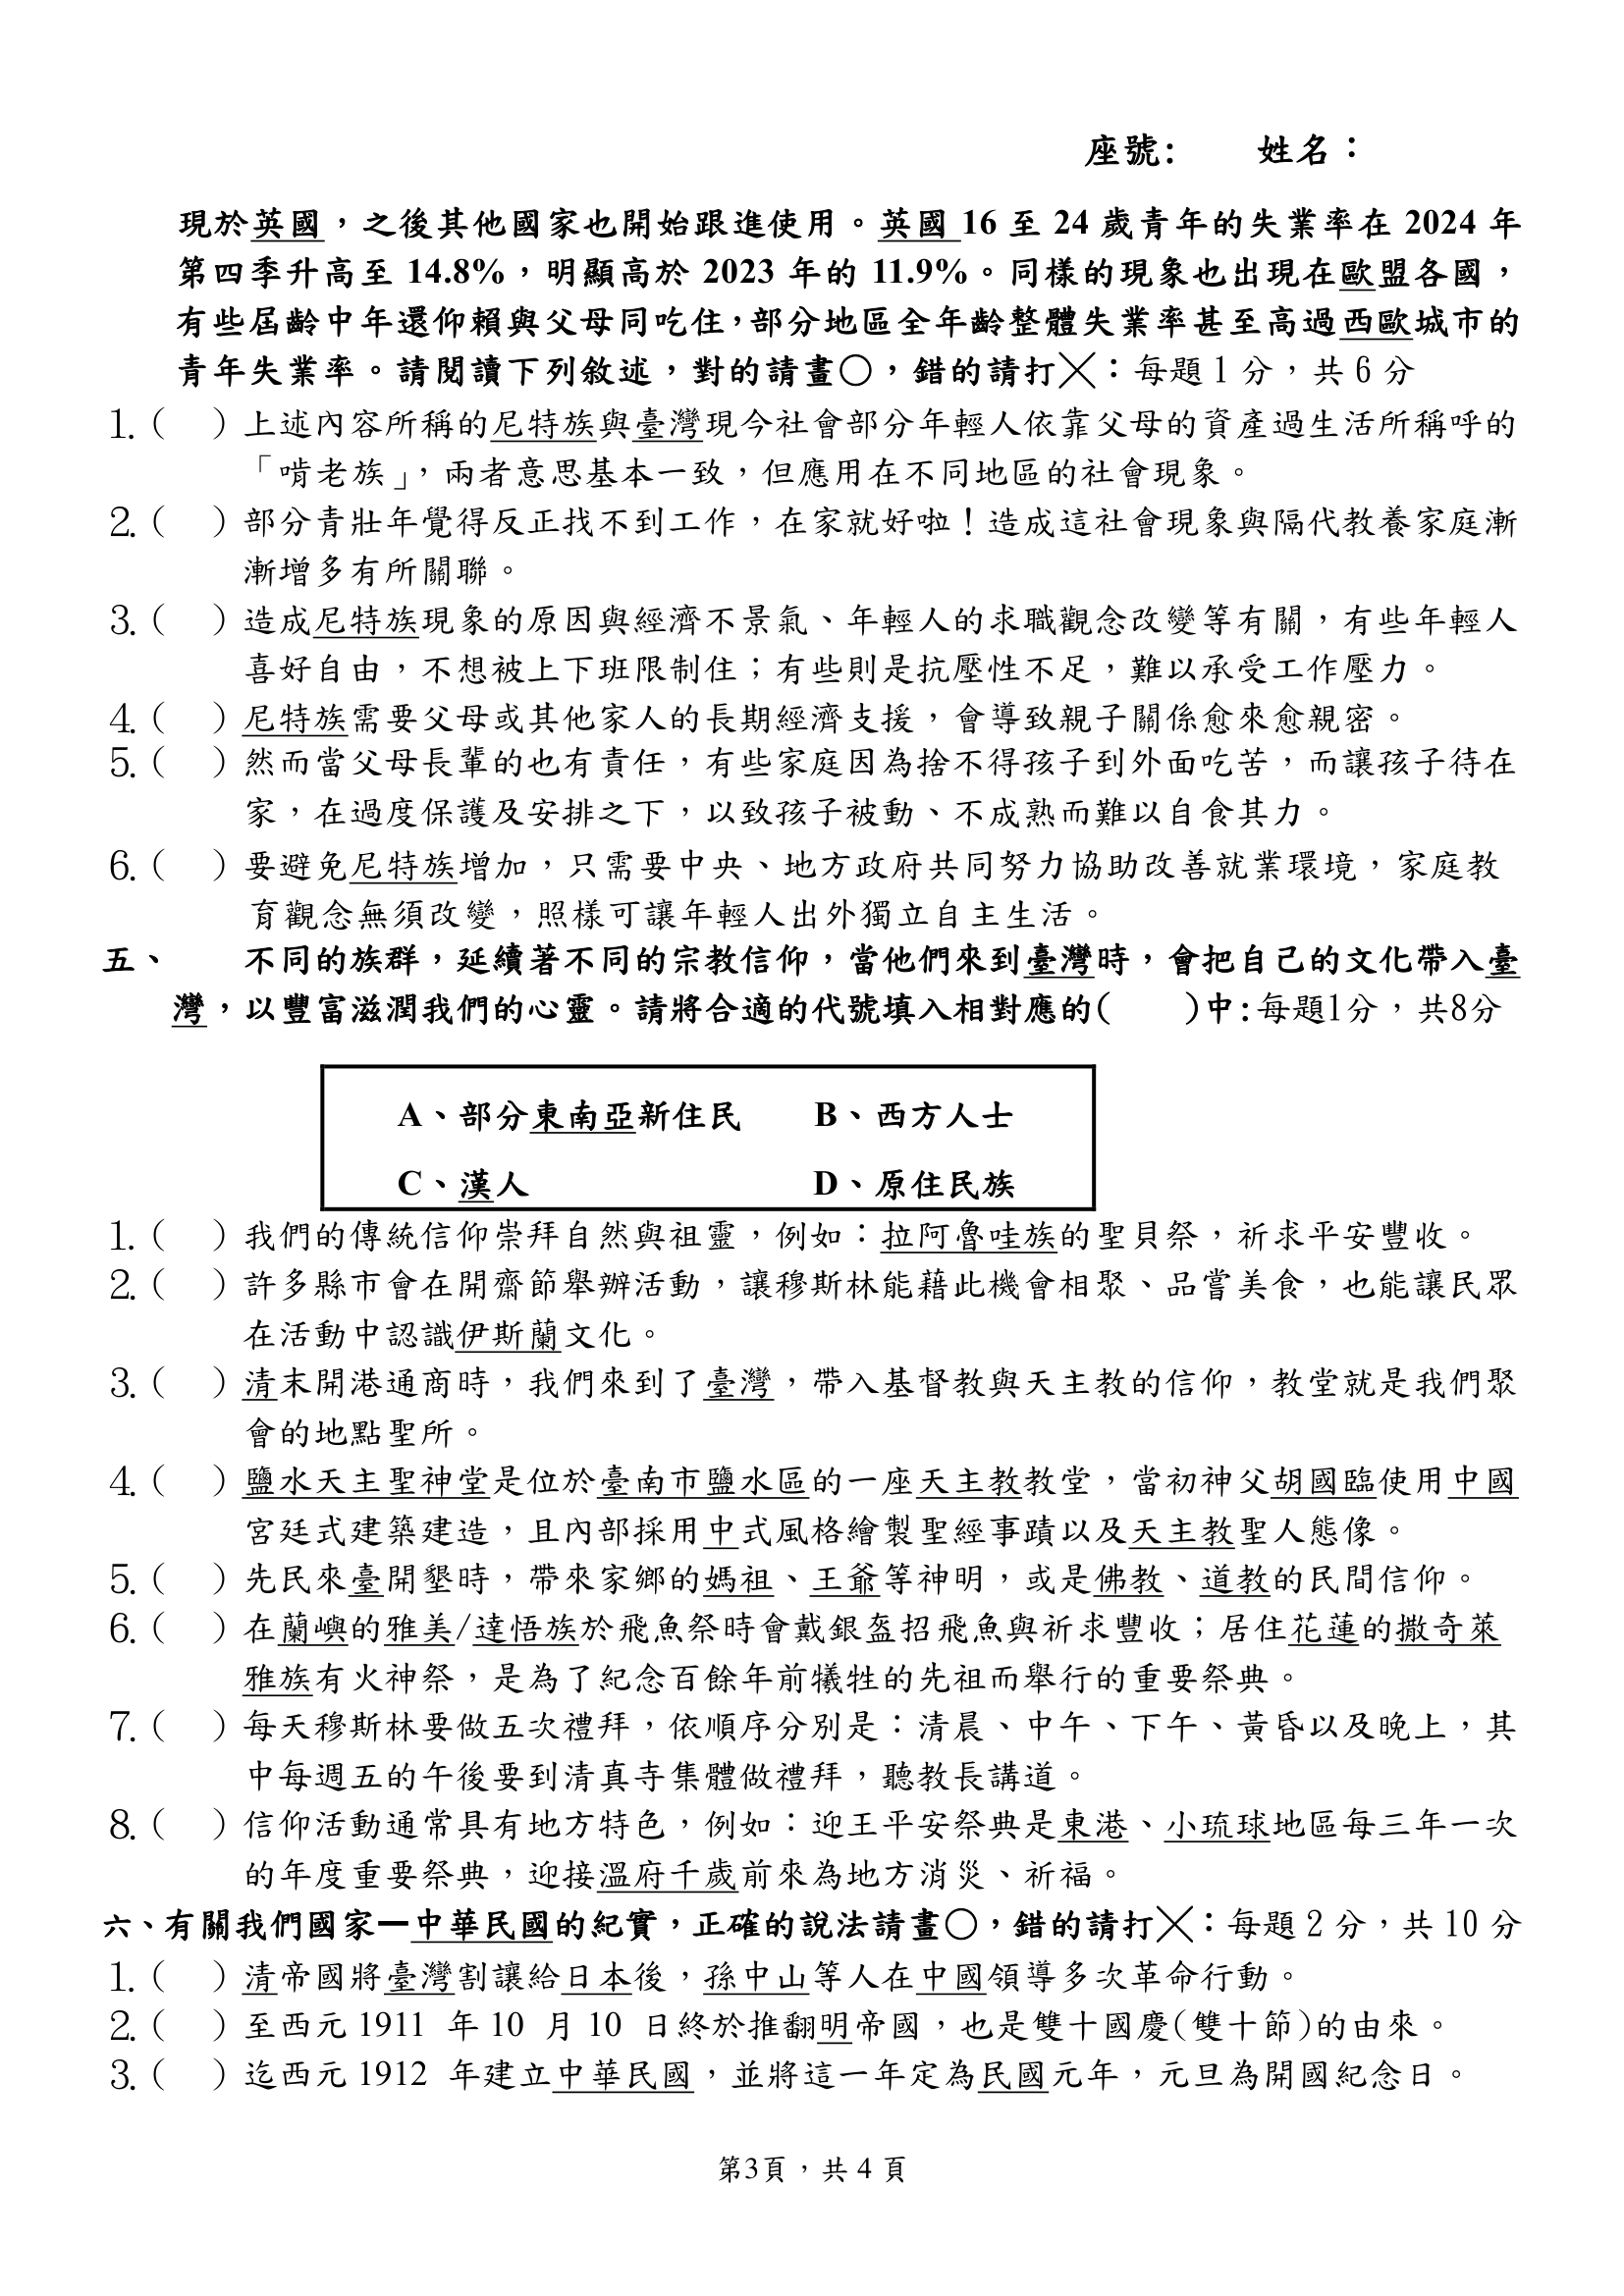 座號:　　姓名：
現於英國，之後其他國家也開始跟進使用。英國 16 至 24 歲青年的失業率在 2024 年
第四季升高至 14.8%，明顯高於 2023 年的 11.9%。同樣的現象也出現在歐盟各國，
有些屆齡中年還仰賴與父母同吃住，部分地區全年齡整體失業率甚至高過西歐城市的
青年失業率。請閱讀下列敘述，對的請畫○，錯的請打╳：每題 1 分，共 6 分
1.（　）上述內容所稱的尼特族與臺灣現今社會部分年輕人依靠父母的資產過生活所稱呼的
「啃老族」，兩者意思基本一致，但應用在不同地區的社會現象。
2.（　）部分青壯年覺得反正找不到工作，在家就好啦！造成這社會現象與隔代教養家庭漸
漸增多有所關聯。
3.（　）造成尼特族現象的原因與經濟不景氣、年輕人的求職觀念改變等有關，有些年輕人
喜好自由，不想被上下班限制住；有些則是抗壓性不足，難以承受工作壓力。
4.（　）尼特族需要父母或其他家人的長期經濟支援，會導致親子關係愈來愈親密。
5.（　）然而當父母長輩的也有責任，有些家庭因為捨不得孩子到外面吃苦，而讓孩子待在
家，在過度保護及安排之下，以致孩子被動、不成熟而難以自食其力。
6.（　）要避免尼特族增加，只需要中央、地方政府共同努力協助改善就業環境，家庭教
育觀念無須改變，照樣可讓年輕人出外獨立自主生活。
五、　　不同的族群，延續著不同的宗教信仰，當他們來到臺灣時，會把自己的文化帶入臺
灣，以豐富滋潤我們的心靈。請將合適的代號填入相對應的(　　)中:每題1分，共8分
A、部分東南亞新住民　　B、西方人士
C、漢人　　D、原住民族
1.（　）我們的傳統信仰崇拜自然與祖靈，例如：拉阿魯哇族的聖貝祭，祈求平安豐收。
2.（　）許多縣市會在開齋節舉辦活動，讓穆斯林能藉此機會相聚、品嘗美食，也能讓民眾
在活動中認識伊斯蘭文化。
3.（　）清末開港通商時，我們來到了臺灣，帶入基督教與天主教的信仰，教堂就是我們聚
會的地點聖所。
4.（　）鹽水天主聖神堂是位於臺南市鹽水區的一座天主教教堂，當初神父胡國臨使用中國
宮廷式建築建造，且內部採用中式風格繪製聖經事蹟以及天主教聖人態像。
5.（　）先民來臺開墾時，帶來家鄉的媽祖、王爺等神明，或是佛教、道教的民間信仰。
6.（　）在蘭嶼的雅美/達悟族於飛魚祭時會戴銀盔招飛魚與祈求豐收；居住花蓮的撒奇萊
雅族有火神祭，是為了紀念百餘年前犧牲的先祖而舉行的重要祭典。
7.（　）每天穆斯林要做五次禮拜，依順序分別是：清晨、中午、下午、黃昏以及晚上，其
中每週五的午後要到清真寺集體做禮拜，聽教長講道。
8.（　）信仰活動通常具有地方特色，例如：迎王平安祭典是東港、小琉球地區每三年一次
的年度重要祭典，迎接溫府千歲前來為地方消災、祈福。
六、有關我們國家━中華民國的紀實，正確的說法請畫○，錯的請打╳：每題 2 分，共 10 分
1.（　）清帝國將臺灣割讓給日本後，孫中山等人在中國領導多次革命行動。
2.（　）至西元 1911 年 10 月 10 日終於推翻明帝國，也是雙十國慶(雙十節)的由來。
3.（　）迄西元 1912 年建立中華民國，並將這一年定為民國元年，元旦為開國紀念日。
第3頁，共 4 頁